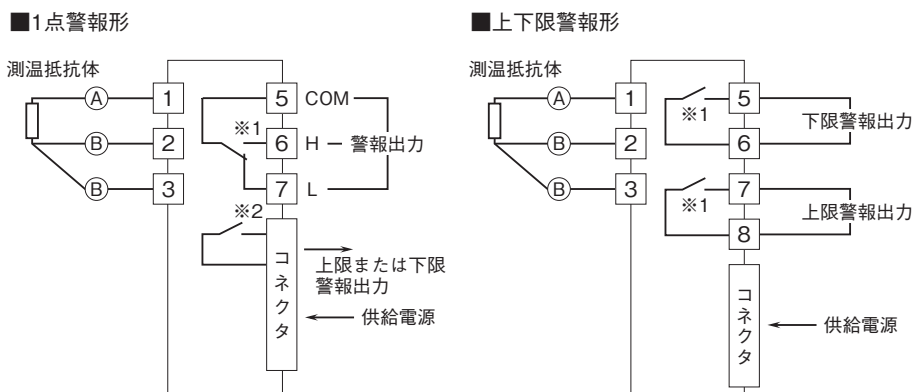 ■1点警報形
測温抵抗体
A
1
B
2
B
3
5
COM
※1
6
H
警報出力
7
L
※2
コネクタ
上限または下限
警報出力
供給電源
■上下限警報形
測温抵抗体
A
1
B
2
B
3
5
※1
下限警報出力
6
7
※1
上限警報出力
8
コネクタ
供給電源